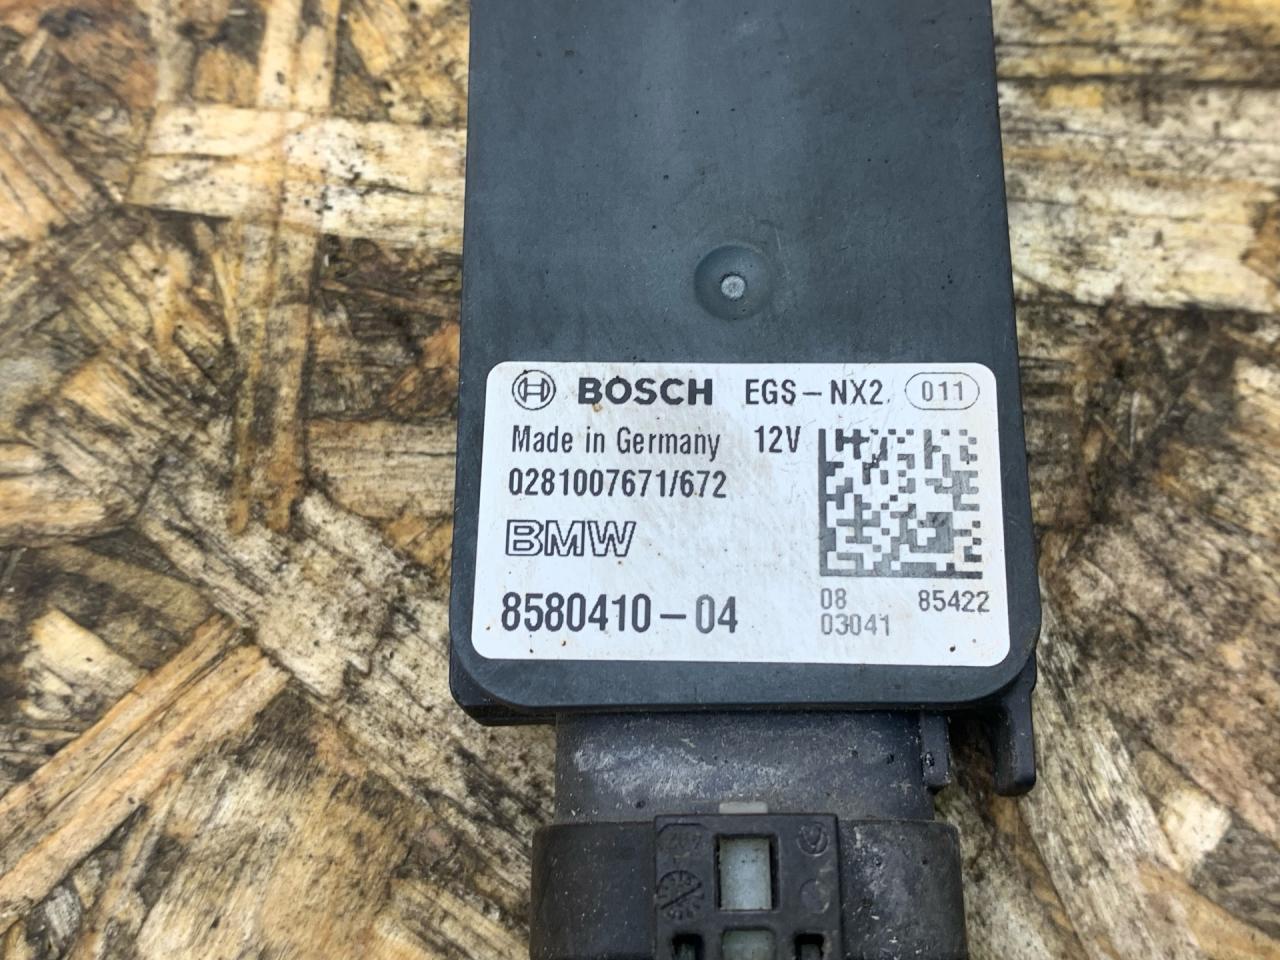 BOSCH EGS-NX2 011
Made in Germany 12V
0281007671/672
BMW
8580410-04
08 85422
03041